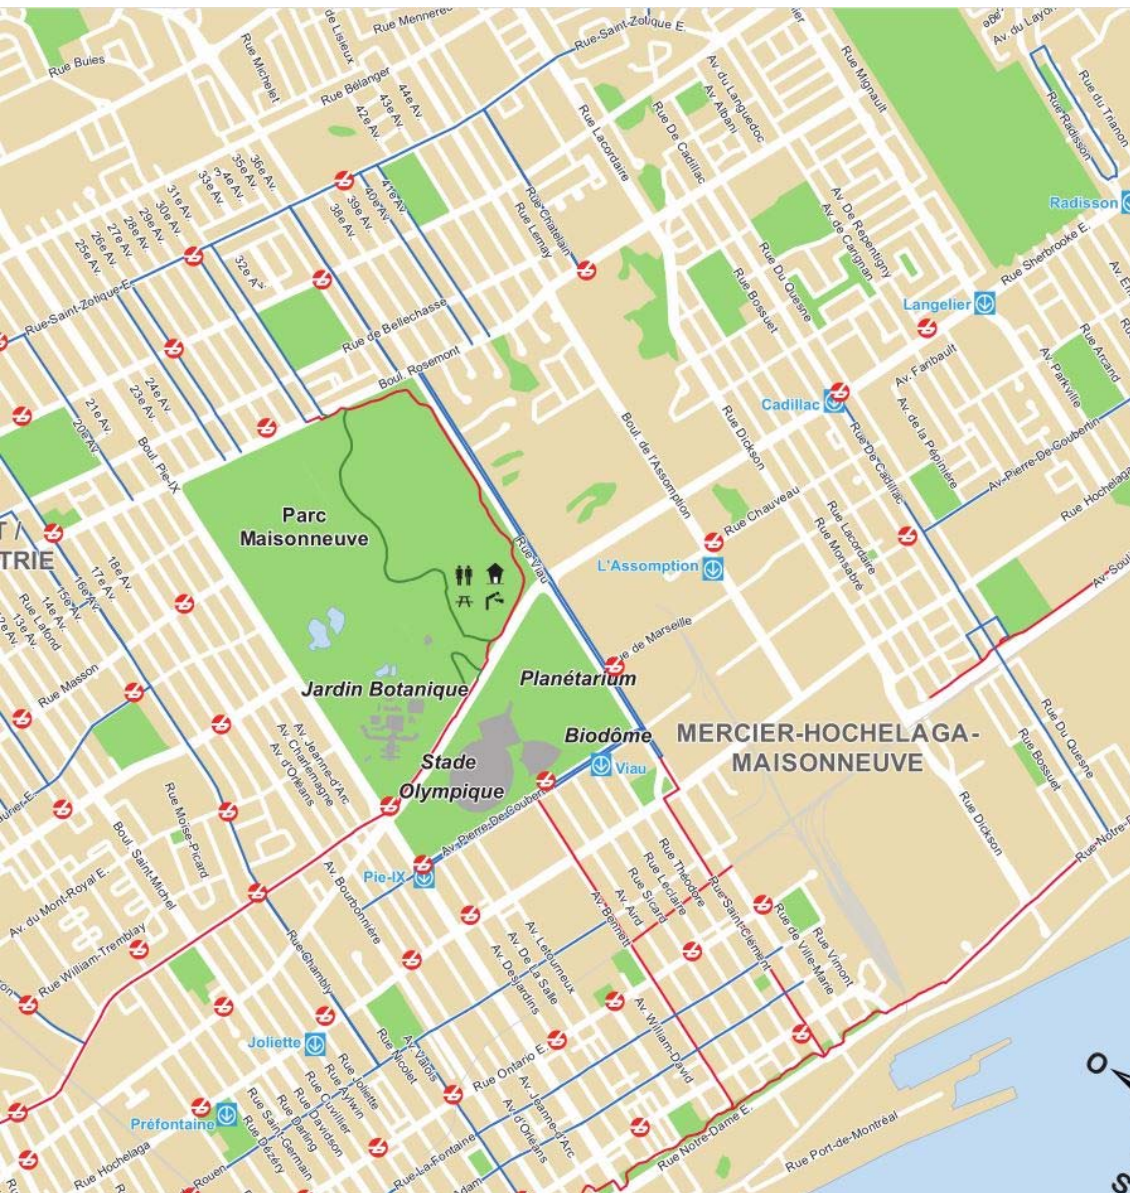 Rue Buies
Rue Michelet
de Lisieux
Rue Mennereu
Rue Bélanger
44e Av.
43e Av.
42e Av.
Rue-Saint-Zotique E.
Rue Lacordaire
Rue De Cadillac
Av. du Languedoc
Av. Albani
Rue Mignault
Av. du Layon
Rue Radisson
Rue du Trianon
Radisson
36e Av.
35e Av.
34e Av.
33e Av.
31e Av.
30e Av.
29e Av.
28e Av.
27e Av.
26e Av.
25e Av.
32e Av.
41e Av.
40e Av.
39e Av.
38e Av.
Rue Chatelain
Rue Lemay
Av. De Repentigny
Av. de Carignan
Rue Du Quesne
Rue Bossuet
Rue Sherbrooke E.
Langelier
Rue-Saint-Zotique-E.
Rue de Bellechasse
Boul. Rosemont
24e Av.
23e Av.
21e Av.
20e Av.
Boul. Pie-IX
Av. Faribault
Rue Arcand
Av. Parkville
Cadillac
Rue Dickson
Rue De Cadillac
Av. de la Pépinière
Av-Pierre-De-Coubertin
Rue Hochelaga
Boul. de l'Assomption
Rue Chauveau
Rue Lacordaire
Rue Monsabré
L'Assomption
Parc
Maisonneuve
Rue Viau
T /
TRIE
18e Av.
17e Av.
16e Av.
15e Av.
14e Av.
13e Av.
Rue Lafond
Rue Masson
Rue de Marseille
Planétarium
Jardin Botanique
Biodôme
Viau
MERCIER-HOCHELAGA-
MAISONNEUVE
Stade
Olympique
Rue Du Quesne
Rue Bossuet
Rue Dickson
Av. Jeanne-d'Arc
Av. Charlemagne
Av. d'Orléans
Rue Moise-Picard
Boul. Saint-Michel
Av. Pierre-De-Coubert
Pie-IX
Av. du Mont-Royal E.
Rue William-Tremblay
Av. Bourbonnière
Rue Chambly
Rue Théodore
Rue Leclaire
Rue Sicard
Av. Aird
Av. Bennett
Rue Saint-Clément
Rue de Ville-Marie
Rue Vimont
Av. Letourneux
Av. De La Salle
Av. Desjardins
Av. William-David
Joliette
Rue Nicolet
Av Valois
Rue Ontario E.
Rue Joliette
Rue Aylwin
Rue Cuvillier
Rue Davidson
Rue Darling
Rue Saint-Germain
Rue Dézéry
Préfontaine
Rue Hochelaga
Rouen
Rue-La-Fontaine
Adam
Av. Jeanne-d'Arc
Av. d'Orléans
Rue Notre-Dame E.
Rue Port-de-Montréal
O
S